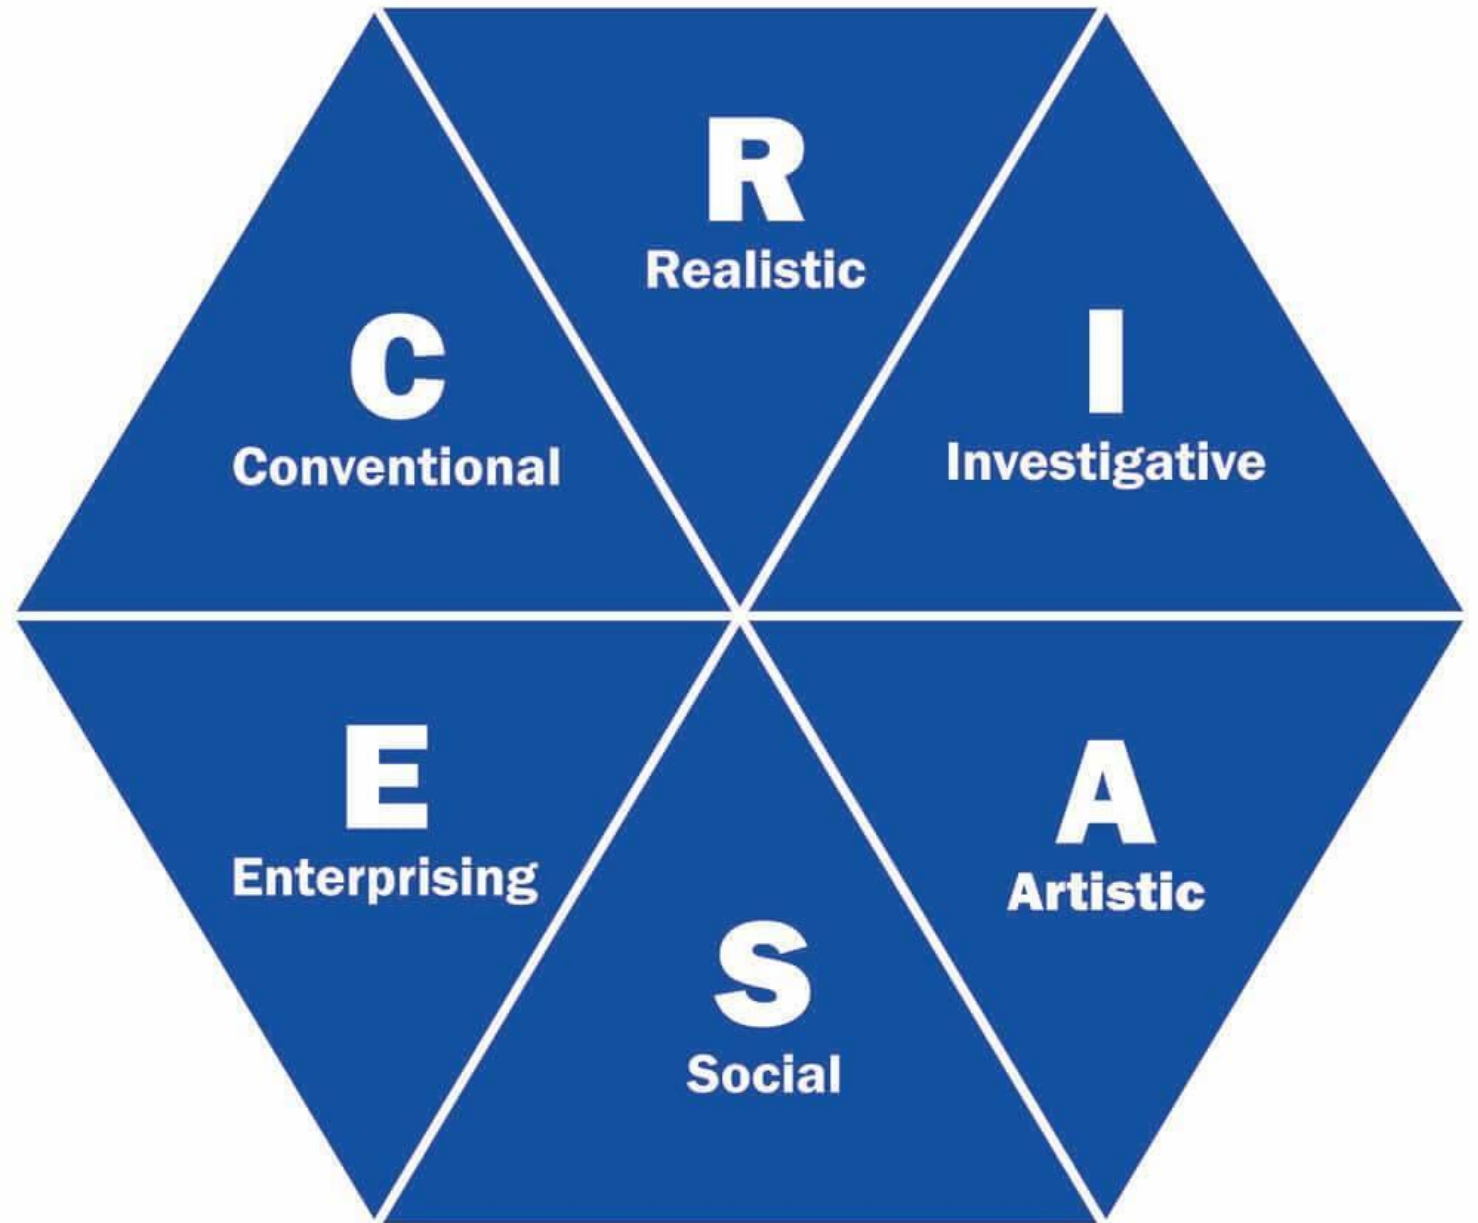 R
Realistic
I
Investigative
A
Artistic
S
Social
E
Enterprising
C
Conventional